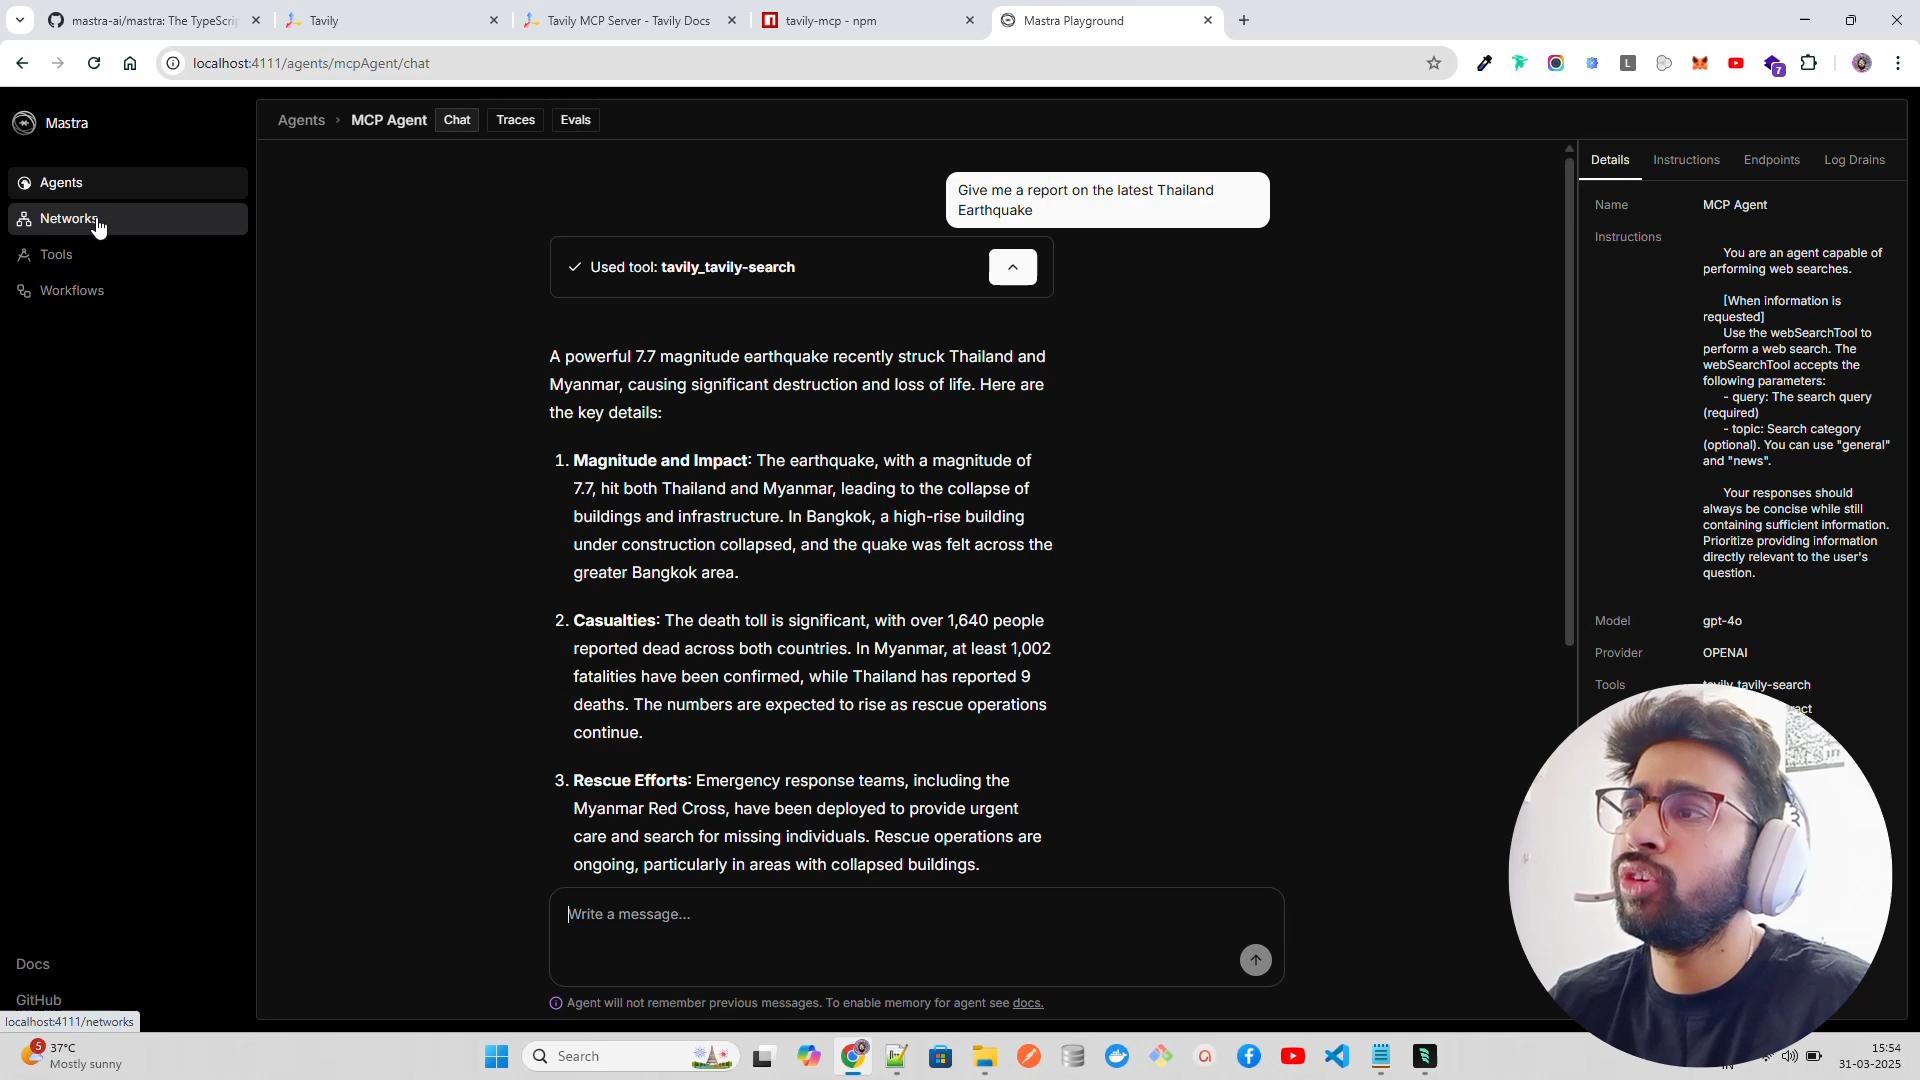 mastra-ai/mastra: The TypeScrip
Tavily
Tavily MCP Server - Tavily Docs
tavily-mcp - npm
Mastra Playground
localhost:4111/agents/mcpAgent/chat
L
7
Mastra
Agents
Networks
Tools
Workflows
Agents › MCP Agent
Chat
Traces
Evals
Give me a report on the latest Thailand
Earthquake
Used tool: tavily_tavily-search
A powerful 7.7 magnitude earthquake recently struck Thailand and
Myanmar, causing significant destruction and loss of life. Here are
the key details:
1. Magnitude and Impact: The earthquake, with a magnitude of
7.7, hit both Thailand and Myanmar, leading to the collapse of
buildings and infrastructure. In Bangkok, a high-rise building
under construction collapsed, and the quake was felt across the
greater Bangkok area.
2. Casualties: The death toll is significant, with over 1,640 people
reported dead across both countries. In Myanmar, at least 1,002
fatalities have been confirmed, while Thailand has reported 9
deaths. The numbers are expected to rise as rescue operations
continue.
3. Rescue Efforts: Emergency response teams, including the
Myanmar Red Cross, have been deployed to provide urgent
care and search for missing individuals. Rescue operations are
ongoing, particularly in areas with collapsed buildings.
Write a message...
Agent will not remember previous messages. To enable memory for agent see docs.
Details
Instructions
Endpoints
Log Drains
Name
MCP Agent
Instructions
You are an agent capable of
performing web searches.
[When information is
requested]
Use the webSearchTool to
perform a web search. The
webSearchTool accepts the
following parameters:
- query: The search query
(required)
- topic: Search category
(optional). You can use "general"
and "news".
Your responses should
always be concise while still
containing sufficient information.
Prioritize providing information
directly relevant to the user's
question.
Model
gpt-4o
Provider
OPENAI
Tools
tavily_tavily-search
Docs
GitHub
localhost:4111/networks
5
37°C
Mostly sunny
Search
15:54
31-03-2025